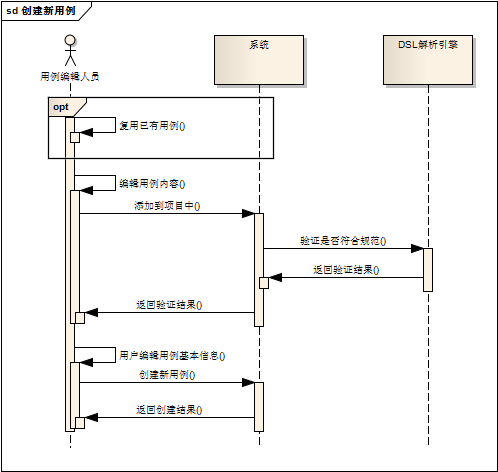 sd 创建新用例
用例编辑人员
系统
DSL解析引擎
opt
复用已有用例()
编辑用例内容()
添加到项目中()
验证是否符合规范()
返回验证结果()
返回验证结果()
用户编辑用例基本信息()
创建新用例()
返回创建结果()